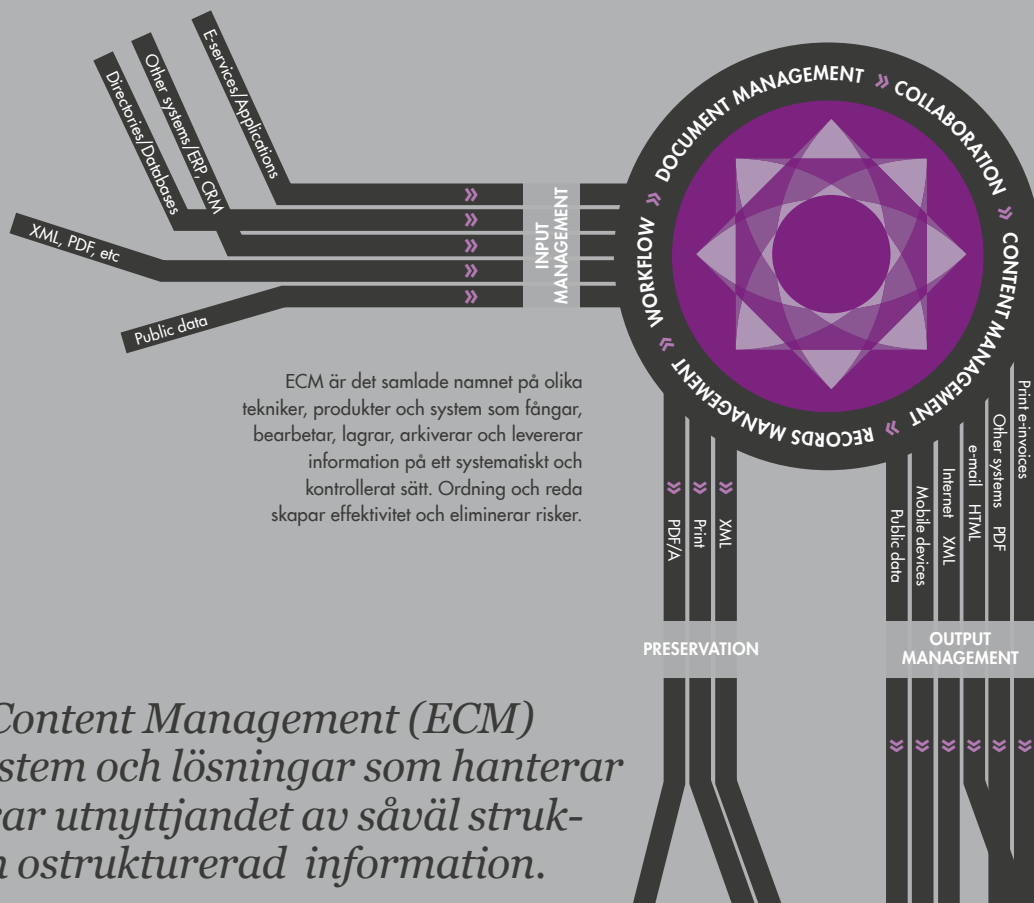 E-services/Applications
Other systems/ERP, CRM
Directories/Databases
XML, PDF, etc
Public data
INPUT
MANAGEMENT
WORKFLOW » DOCUMENT MANAGEMENT » COLLABORATION » CONTENT MANAGEMENT » RECORDS MANAGEMENT »
ECM är det samlade namnet på olika
tekniker, produkter och system som fångar,
bearbetar, lagrar, arkiverar och levererar
information på ett systematiskt och
kontrollerat sätt. Ordning och reda
skapar effektivitet och eliminerar risker.
PDF/A
Print
XML
PRESERVATION
Public data
Mobile devices
Internet XML
e-mail HTML
Other systems PDF
Print e-invoices
OUTPUT
MANAGEMENT
Content Management (ECM)
stem och lösningar som hanterar
rar utnyttjandet av såväl struk-
n ostrukturerad information.